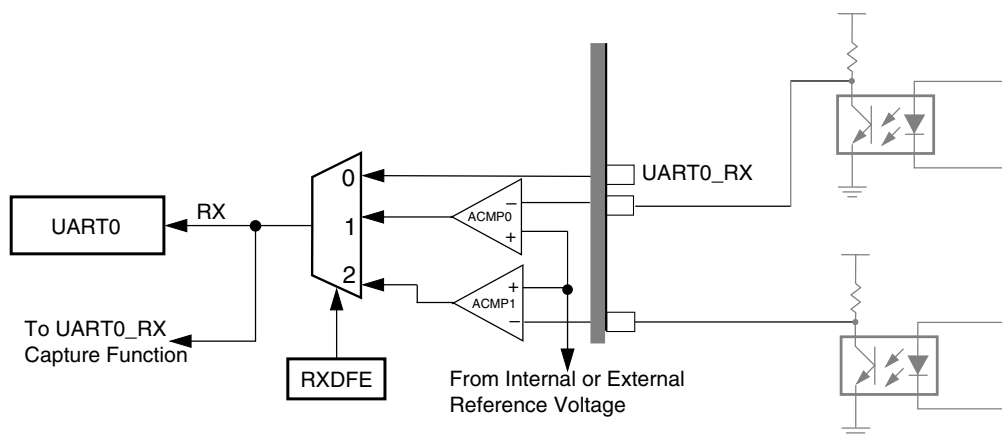 UART0_RX
0
ACMP0
−
+
RX
UART0
1
2
ACMP1
+
−
To UART0_RX
Capture Function
RXDFE
From Internal or External
Reference Voltage